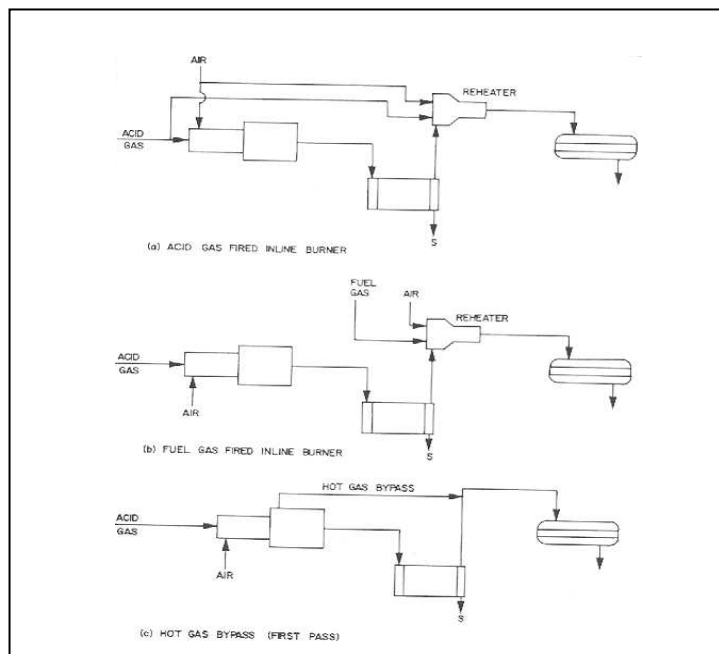 AIR
REHEATER
ACID
GAS
S
(a) ACID GAS FIRED INLINE BURNER
FUEL
GAS
AIR
REHEATER
ACID
GAS
AIR
S
(b) FUEL GAS FIRED INLINE BURNER
HOT GAS BYPASS
ACID
GAS
AIR
S
(c) HOT GAS BYPASS (FIRST PASS)